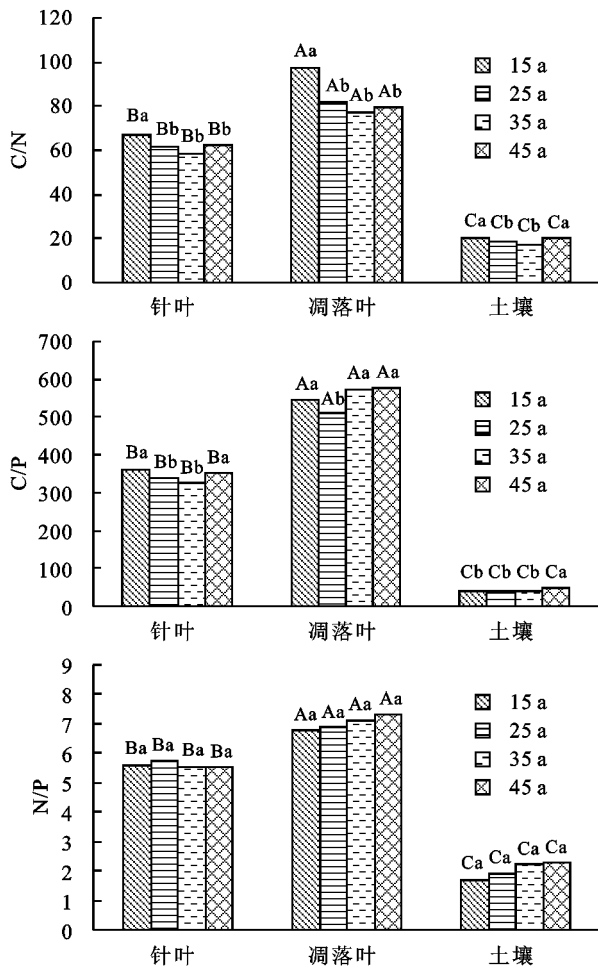 C/N
120
100
80
60
40
20
0
Ba Bb Bb Bb
Aa Ab Ab Ab
Ca Cb Cb Ca
15 a
25 a
35 a
45 a
针叶 凋落叶 土壤
C/P
700
600
500
400
300
200
100
0
Ba Bb Bb Ba
Aa Ab Aa Aa
Cb Cb Cb Ca
15 a
25 a
35 a
45 a
针叶 凋落叶 土壤
N/P
9
8
7
6
5
4
3
2
1
0
Ba Ba Ba Ba
Aa Aa Aa Aa
Ca Ca Ca Ca
15 a
25 a
35 a
45 a
针叶 凋落叶 土壤